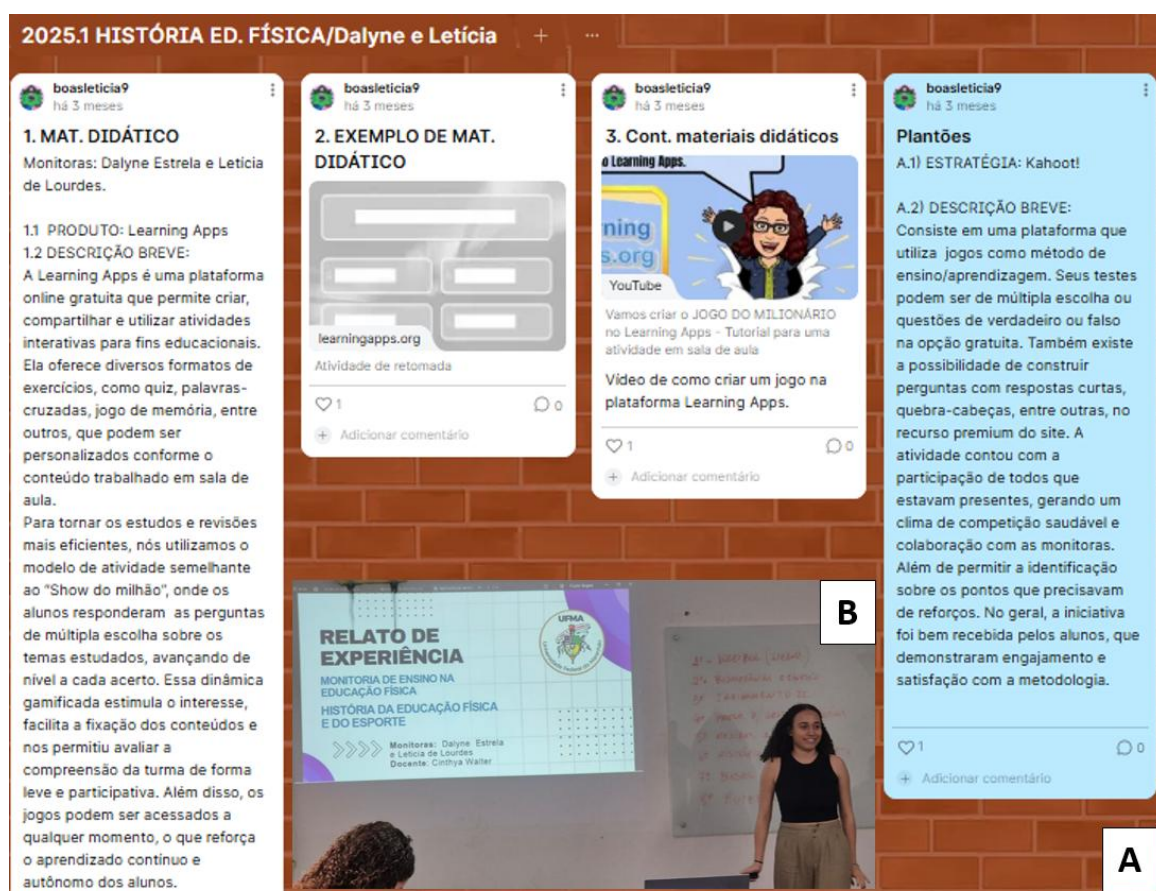 2025.1 HISTÓRIA ED. FÍSICA/Dalyne e Letícia
boasleticia9
há 3 meses
1. MAT. DIDÁTICO
Monitoras: Dalyne Estrela e Letícia
de Lourdes.
1.1 PRODUTO: Learning Apps
1.2 DESCRIÇÃO BREVE:
A Learning Apps é uma plataforma
online gratuita que permite criar,
compartilhar e utilizar atividades
interativas para fins educacionais.
Ela oferece diversos formatos de
exercícios, como quiz, palavras-
cruzadas, jogo de memória, entre
outros, que podem ser
personalizados conforme o
conteúdo trabalhado em sala de
aula.
Para tornar os estudos e revisões
mais eficientes, nós utilizamos o
modelo de atividade semelhante
ao "Show do milhão", onde os
alunos responderam as perguntas
de múltipla escolha sobre os
temas estudados, avançando de
nível a cada acerto. Essa dinâmica
gamificada estimula o interesse,
facilita a fixação dos conteúdos e
nos permitiu avaliar a
compreensão da turma de forma
leve e participativa. Além disso, os
jogos podem ser acessados a
qualquer momento, o que reforça
o aprendizado contínuo e
autônomo dos alunos.
boasleticia9
há 3 meses
2. EXEMPLO DE MAT.
DIDÁTICO
learningapps.org
Atividade de retomada
1
0
Adicionar comentário
boasleticia9
há 3 meses
3. Cont. materiais didáticos
o Learning Apps.
ning
s.org
YouTube
Vamos criar o JOGO DO MILIONÁRIO
no Learning Apps - Tutorial para uma
atividade em sala de aula
Vídeo de como criar um jogo na
plataforma Learning Apps.
1
0
Adicionar comentário
boasleticia9
há 3 meses
Plantões
A.1) ESTRATÉGIA: Kahoot!
A.2) DESCRIÇÃO BREVE:
Consiste em uma plataforma que
utiliza jogos como método de
ensino/aprendizagem. Seus testes
podem ser de múltipla escolha ou
questões de verdadeiro ou falso
na opção gratuita. Também existe
a possibilidade de construir
perguntas com respostas curtas,
quebra-cabeças, entre outras, no
recurso premium do site. A
atividade contou com a
participação de todos que
estavam presentes, gerando um
clima de competição saudável e
colaboração com as monitoras.
Além de permitir a identificação
sobre os pontos que precisavam
de reforços. No geral, a iniciativa
foi bem recebida pelos alunos, que
demonstraram engajamento e
satisfação com a metodologia.
1
0
Adicionar comentário
A
B
RELATO DE
EXPERIÊNCIA
UFMA
MONITORIA DE ENSINO NA
EDUCAÇÃO FÍSICA
HISTÓRIA DA EDUCAÇÃO FÍSICA
E DO ESPORTE
Monitoras: Dalyne Estrela
e Letícia de Lourdes
Docente: Cinthya Walter